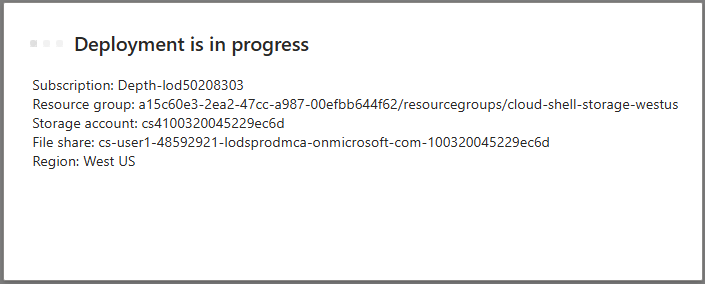 Deployment is in progress
Subscription: Depth-lod50208303
Resource group: a15c60e3-2ea2-47cc-a987-00efbb644f62/resourcegroups/cloud-shell-storage-westus
Storage account: cs4100320045229ec6d
File share: cs-user1-48592921-lodsprodmca-onmicrosoft-com-100320045229ec6d
Region: West US